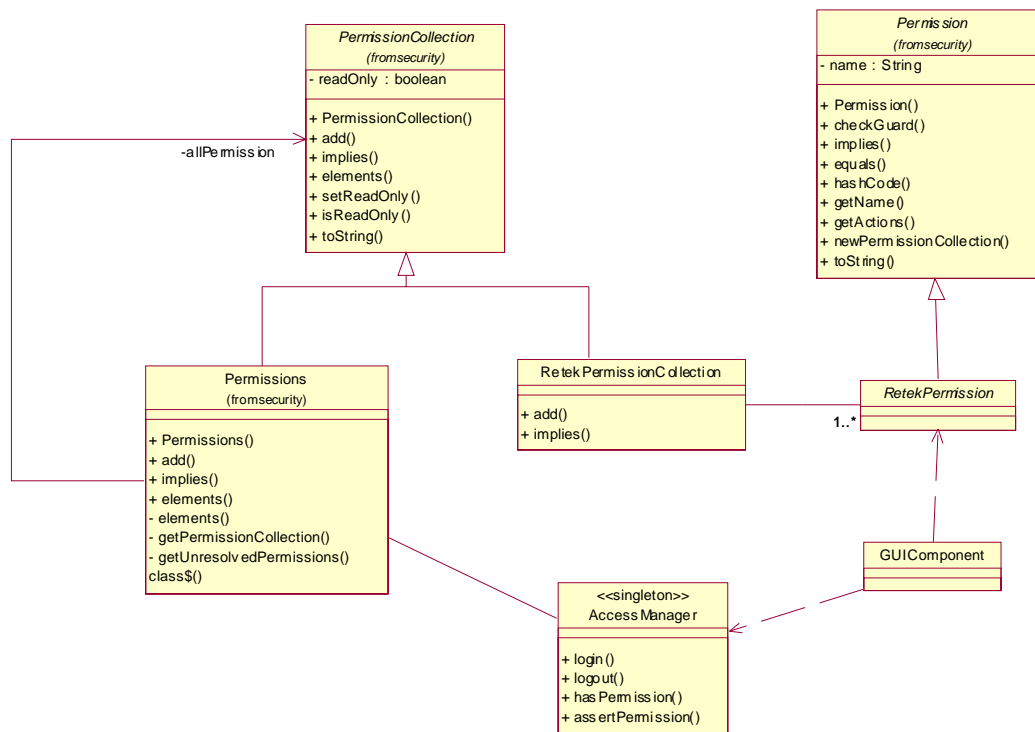 PermissionCollection
(fromsecurity)
- readOnly : boolean
+ PermissionCollection()
+ add()
+ implies()
+ elements()
+ setReadOnly()
+ isReadOnly()
+ toString()
Permission
(fromsecurity)
- name : String
+ Permission()
+ checkGuard()
+ implies()
+ equals()
+ hashCode()
+ getName()
+ getActions()
+ newPermissionCollection()
+ toString()
-allPermission
Permissions
(fromsecurity)
+ Permissions()
+ add()
+ implies()
+ elements()
- elements()
- getPermissionCollection()
- getUnresolvedPermissions()
class$()
RetekPermissionCollection
+ add()
+ implies()
1..*
RetekPermission
GUIComponent
<<singleton>>
AccessManager
+ login()
+ logout()
+ hasPermission()
+ assertPermission()